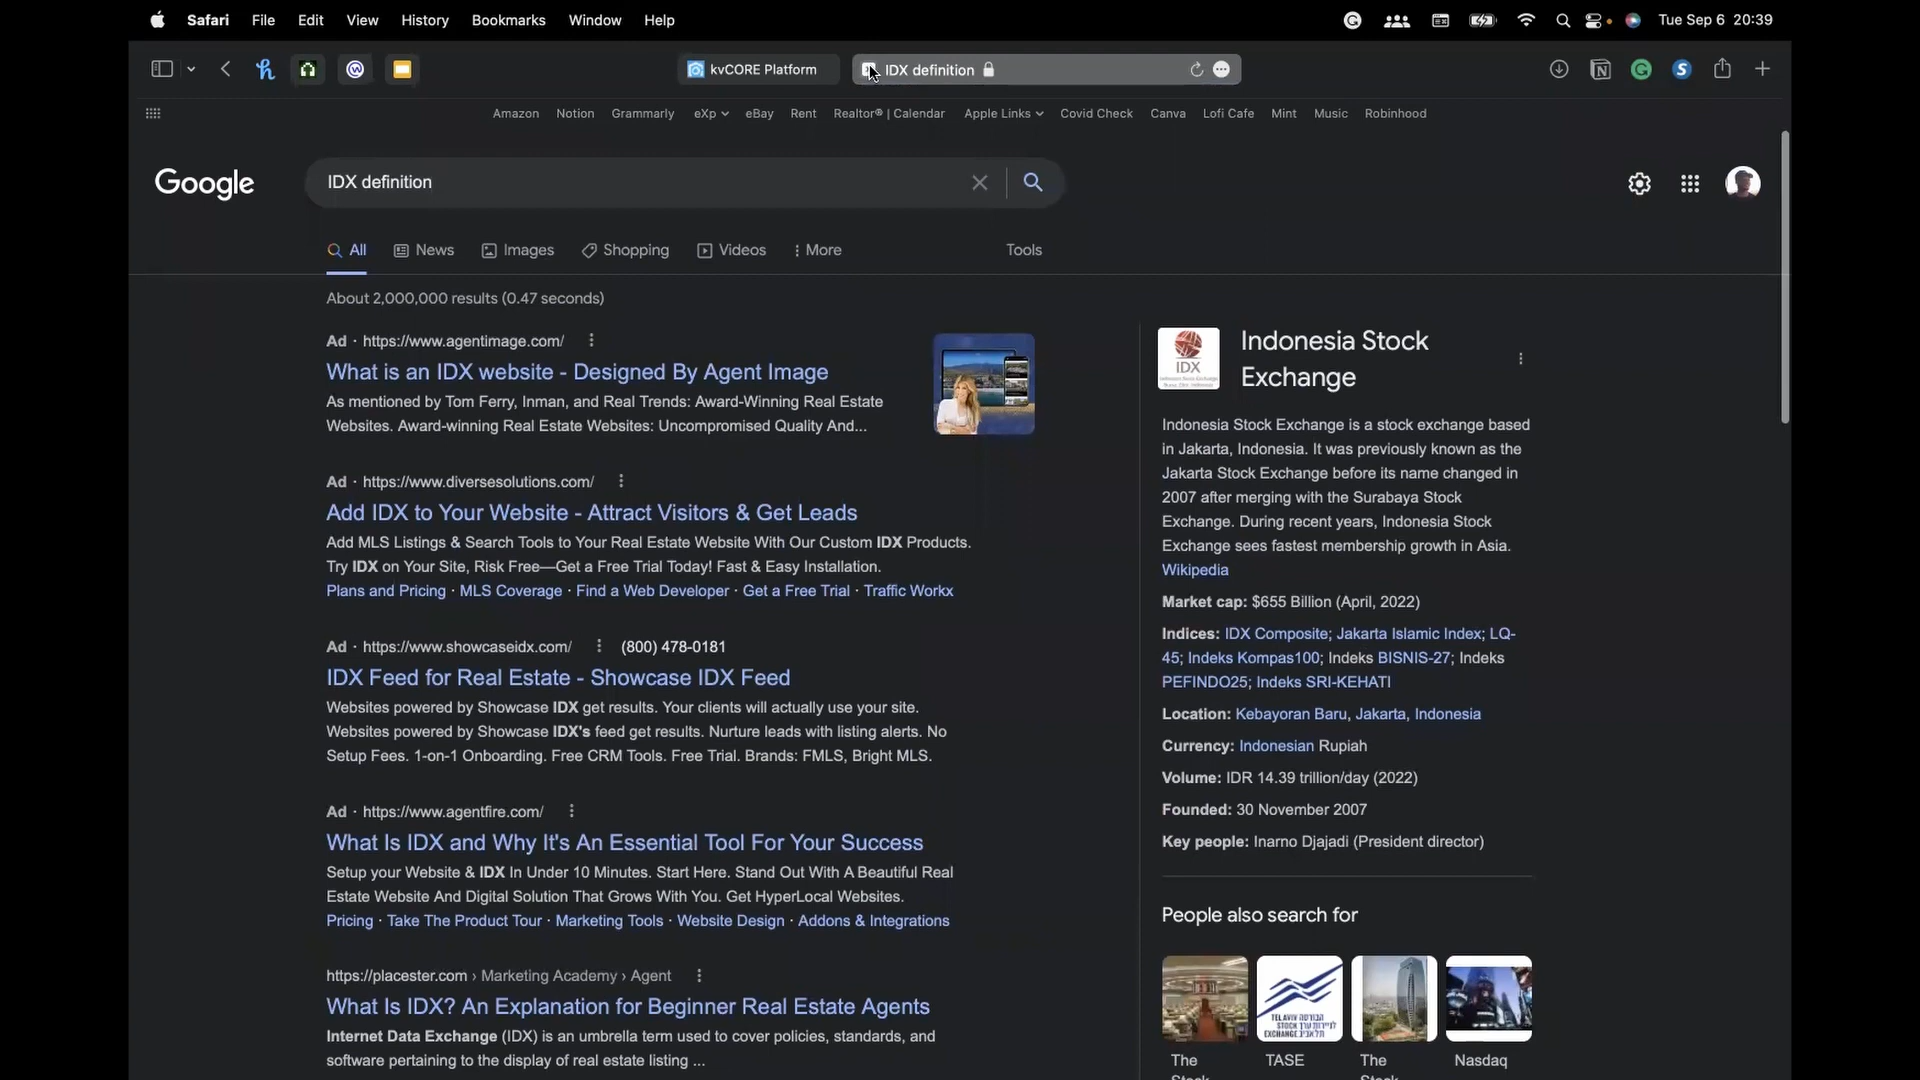 Safari File Edit View History Bookmarks Window Help Tue Sep 6 20:39
kvCORE Platform IDX definition
Amazon Notion Grammarly eXp eBay Rent Realtor® | Calendar Apple Links Covid Check Canva Lofi Cafe Mint Music Robinhood
Google IDX definition
All News Images Shopping Videos More Tools
About 2,000,000 results (0.47 seconds)
Ad · https://www.agentimage.com/
What is an IDX website - Designed By Agent Image
As mentioned by Tom Ferry, Inman, and Real Trends: Award-Winning Real Estate
Websites. Award-winning Real Estate Websites: Uncompromised Quality And...
Ad · https://www.diversesolutions.com/
Add IDX to Your Website - Attract Visitors & Get Leads
Add MLS Listings & Search Tools to Your Real Estate Website With Our Custom IDX Products.
Try IDX on Your Site, Risk Free—Get a Free Trial Today! Fast & Easy Installation.
Plans and Pricing · MLS Coverage · Find a Web Developer · Get a Free Trial · Traffic Workx
Ad · https://www.showcaseidx.com/ (800) 478-0181
IDX Feed for Real Estate - Showcase IDX Feed
Websites powered by Showcase IDX get results. Your clients will actually use your site.
Websites powered by Showcase IDX's feed get results. Nurture leads with listing alerts. No
Setup Fees. 1-on-1 Onboarding. Free CRM Tools. Free Trial. Brands: FMLS, Bright MLS.
Ad · https://www.agentfire.com/
What Is IDX and Why It's An Essential Tool For Your Success
Setup your Website & IDX In Under 10 Minutes. Start Here. Stand Out With A Beautiful Real
Estate Website And Digital Solution That Grows With You. Get HyperLocal Websites.
Pricing · Take The Product Tour · Marketing Tools · Website Design · Addons & Integrations
https://placester.com › Marketing Academy › Agent
What Is IDX? An Explanation for Beginner Real Estate Agents
Internet Data Exchange (IDX) is an umbrella term used to cover policies, standards, and
software pertaining to the display of real estate listing ...
IDX
Indonesia Stock
Exchange
Indonesia Stock Exchange is a stock exchange based
in Jakarta, Indonesia. It was previously known as the
Jakarta Stock Exchange before its name changed in
2007 after merging with the Surabaya Stock
Exchange. During recent years, Indonesia Stock
Exchange sees fastest membership growth in Asia.
Wikipedia
Market cap: $655 Billion (April, 2022)
Indices: IDX Composite; Jakarta Islamic Index; LQ-
45; Indeks Kompas100; Indeks BISNIS-27; Indeks
PEFINDO25; Indeks SRI-KEHATI
Location: Kebayoran Baru, Jakarta, Indonesia
Currency: Indonesian Rupiah
Volume: IDR 14.39 trillion/day (2022)
Founded: 30 November 2007
Key people: Inarno Djajadi (President director)
People also search for
TEL AVIV
STOCK
EXCHANGE
הבורסה
לניירות ערך
בתל אביב
The TASE The Nasdaq